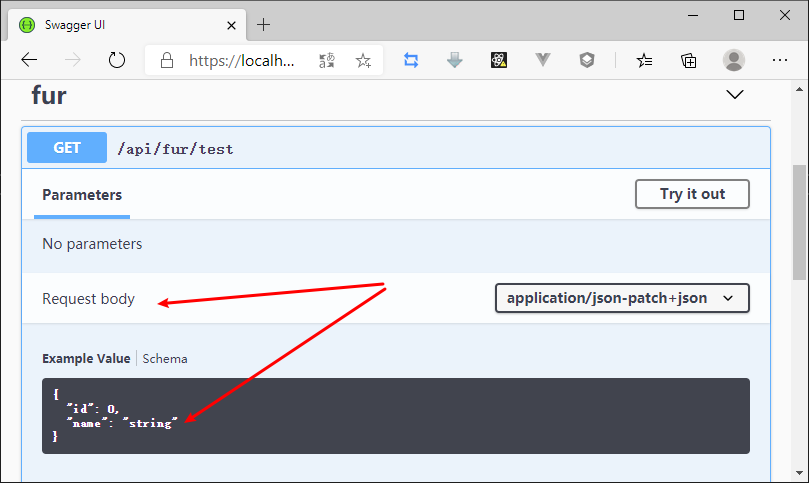 Swagger UI
https://localh...
fur
GET /api/fur/test
Parameters Try it out
No parameters
Request body application/json-patch+json
Example Value Schema
{
"id": 0,
"name": "string"
}